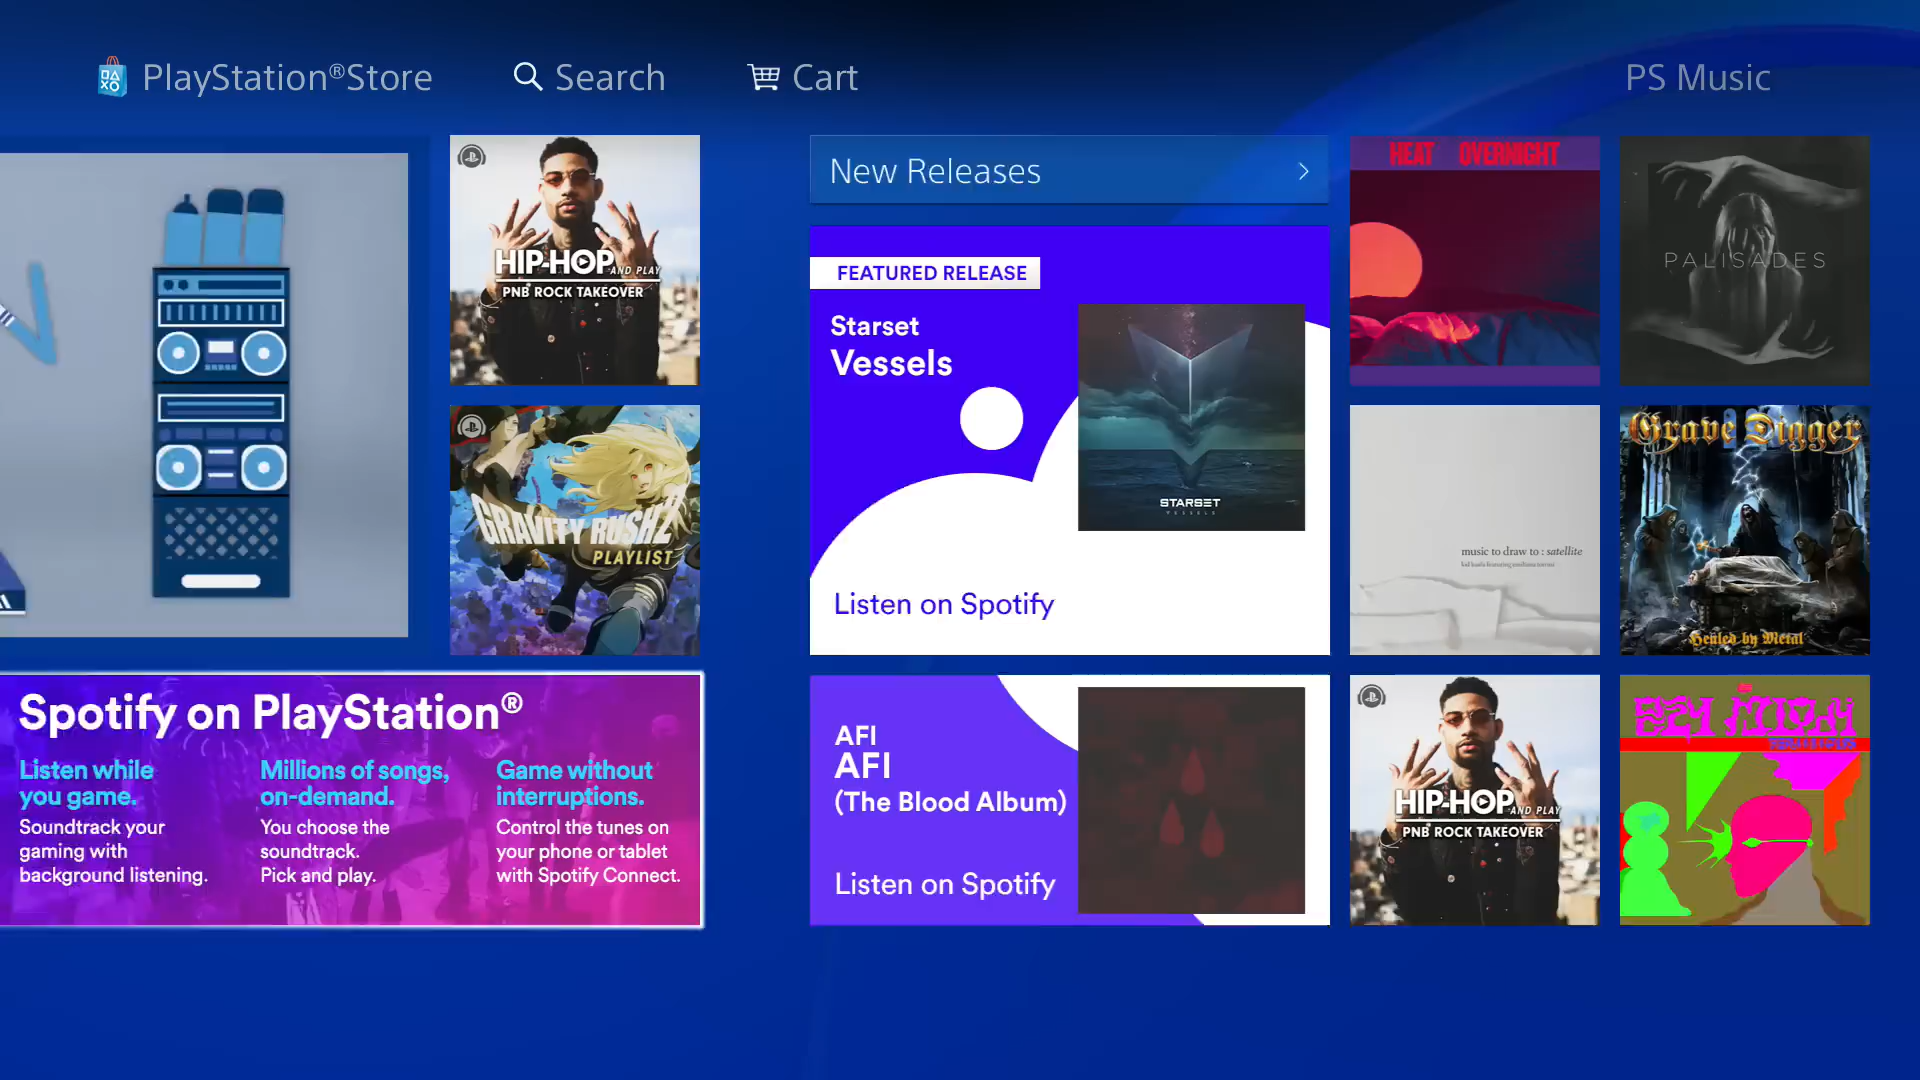 PlayStation®Store
Search
Cart
PS Music
HIP-HOP AND PLAY
PNB ROCK TAKEOVER
GRAVITY RUSH 2
PLAYLIST
Spotify on PlayStation®
Listen while
you game.
Soundtrack your
gaming with
background listening.
Millions of songs,
on-demand.
You choose the
soundtrack.
Pick and play.
Game without
interruptions.
Control the tunes on
your phone or tablet
with Spotify Connect.
New Releases
FEATURED RELEASE
Starset
Vessels
STARSET
VESSELS
Listen on Spotify
AFI
AFI
(The Blood Album)
Listen on Spotify
HEAT OVERNIGHT
PALISADES
music to draw to : satellite
Grave Digger
Healed by Metal
HIP-HOP AND PLAY
PNB ROCK TAKEOVER